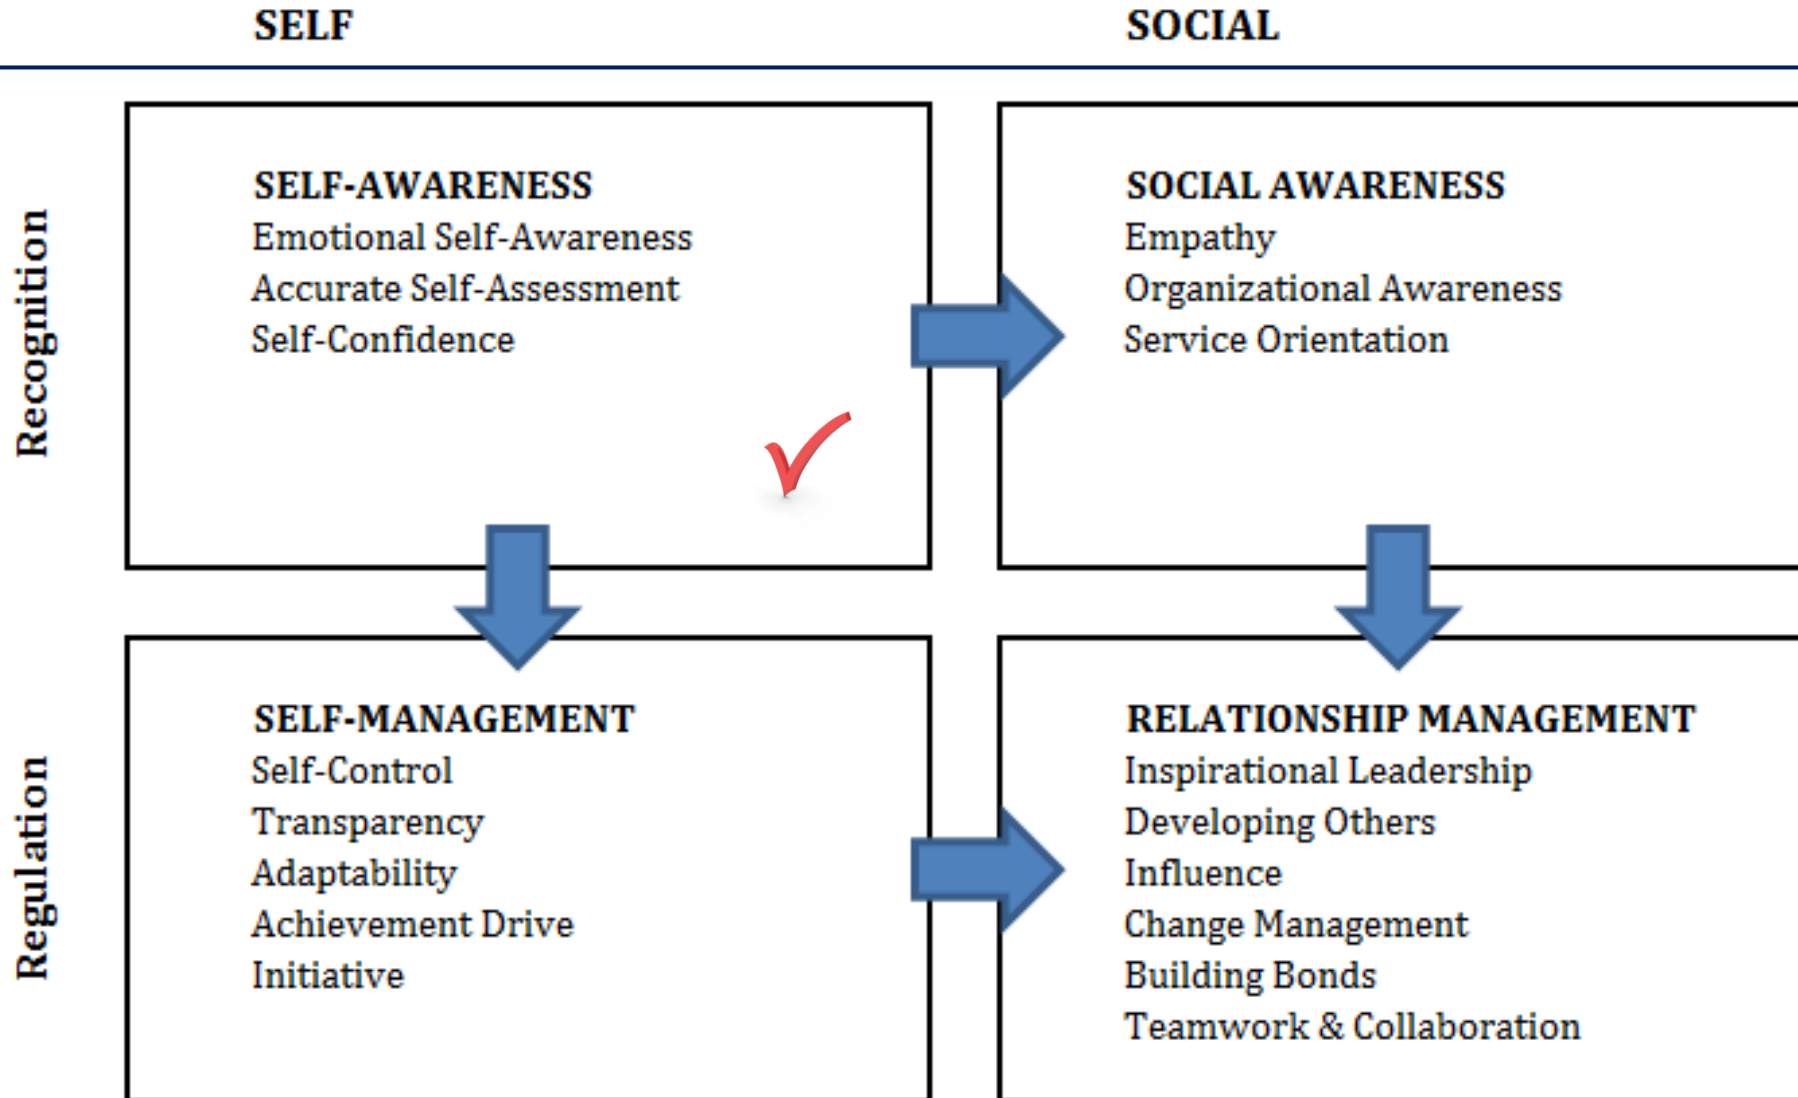 SELF
SOCIAL
Recognition
SELF-AWARENESS
Emotional Self-Awareness
Accurate Self-Assessment
Self-Confidence
SOCIAL AWARENESS
Empathy
Organizational Awareness
Service Orientation
Regulation
SELF-MANAGEMENT
Self-Control
Transparency
Adaptability
Achievement Drive
Initiative
RELATIONSHIP MANAGEMENT
Inspirational Leadership
Developing Others
Influence
Change Management
Building Bonds
Teamwork & Collaboration